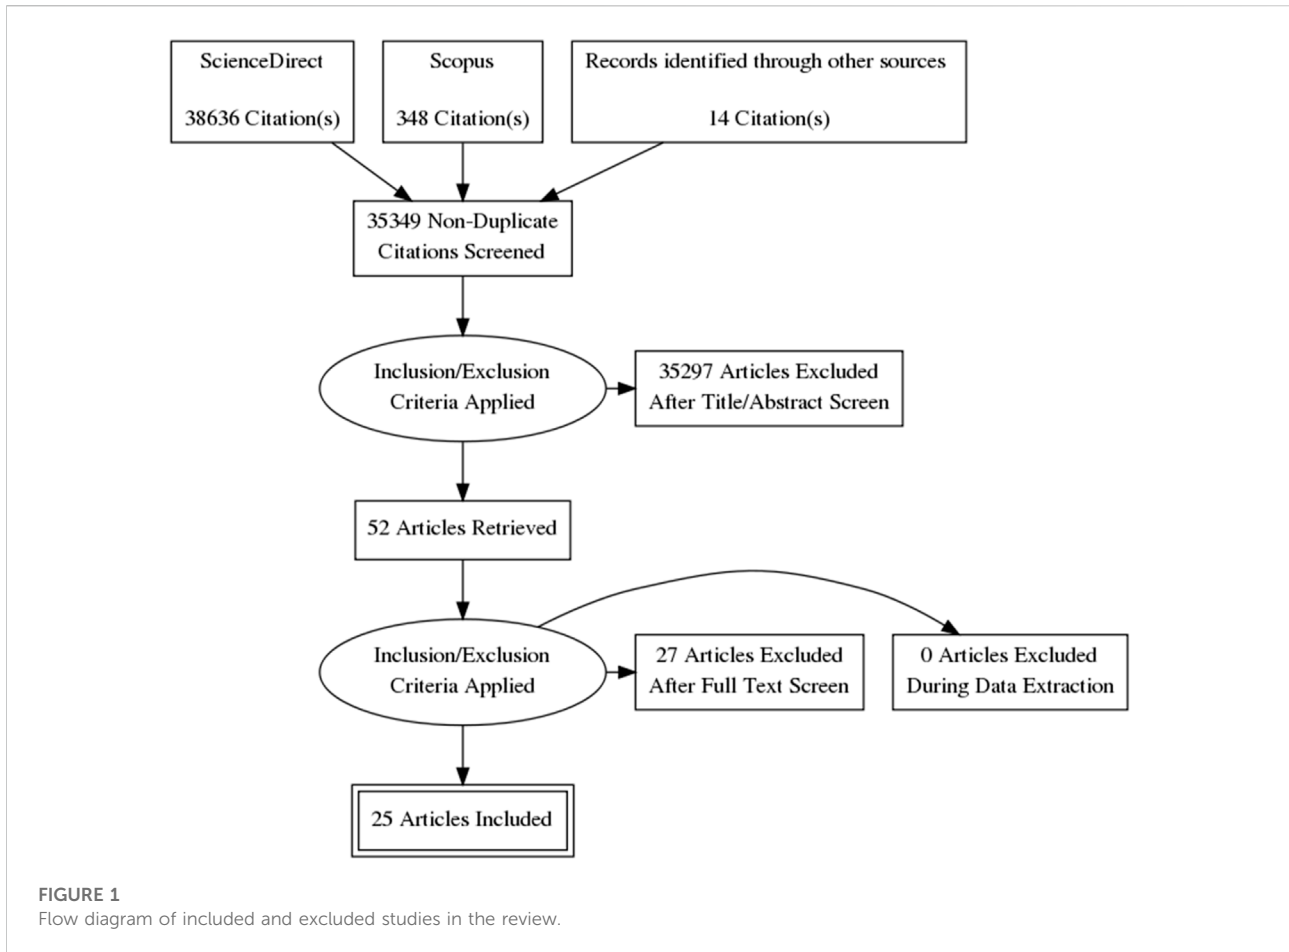 ScienceDirect
38636 Citation(s)
Scopus
348 Citation(s)
Records identified through other sources
14 Citation(s)
35349 Non-Duplicate
Citations Screened
Inclusion/Exclusion
Criteria Applied
35297 Articles Excluded
After Title/Abstract Screen
52 Articles Retrieved
Inclusion/Exclusion
Criteria Applied
27 Articles Excluded
After Full Text Screen
0 Articles Excluded
During Data Extraction
25 Articles Included
FIGURE 1
Flow diagram of included and excluded studies in the review.